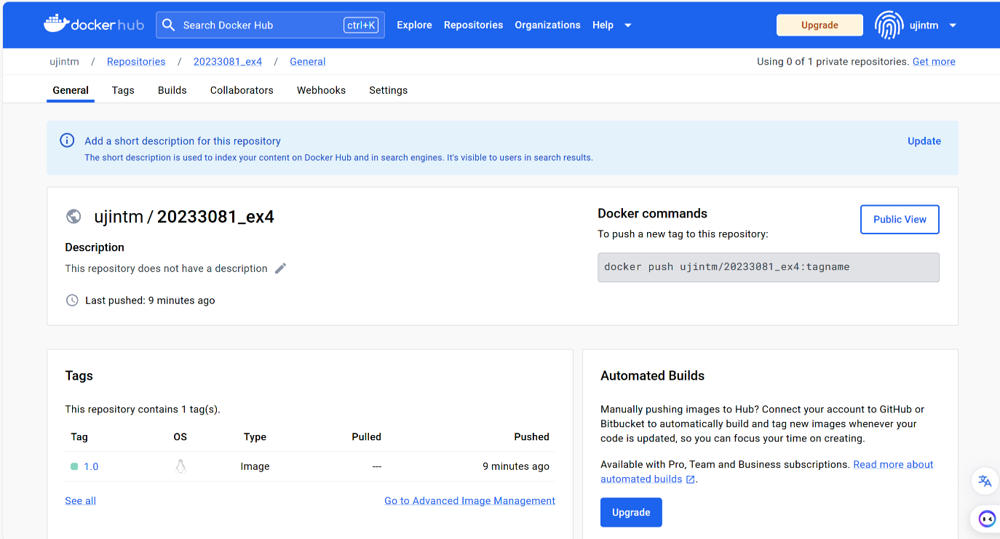 docker hub Search Docker Hub ctrl+K Explore Repositories Organizations Help Upgrade ujintm
ujintm / Repositories / 20233081_ex4 / General Using 0 of 1 private repositories. Get more
General Tags Builds Collaborators Webhooks Settings
Add a short description for this repository Update
The short description is used to index your content on Docker Hub and in search engines. It's visible to users in search results.
ujintm / 20233081_ex4
Description
This repository does not have a description
Last pushed: 9 minutes ago
Docker commands Public View
To push a new tag to this repository:
docker push ujintm/20233081_ex4:tagname
Tags
This repository contains 1 tag(s).
Tag OS Type Pulled Pushed
1.0 Image --- 9 minutes ago
See all Go to Advanced Image Management
Automated Builds
Manually pushing images to Hub? Connect your account to GitHub or
Bitbucket to automatically build and tag new images whenever your
code is updated, so you can focus your time on creating.
Available with Pro, Team and Business subscriptions. Read more about
automated builds .
Upgrade
文A